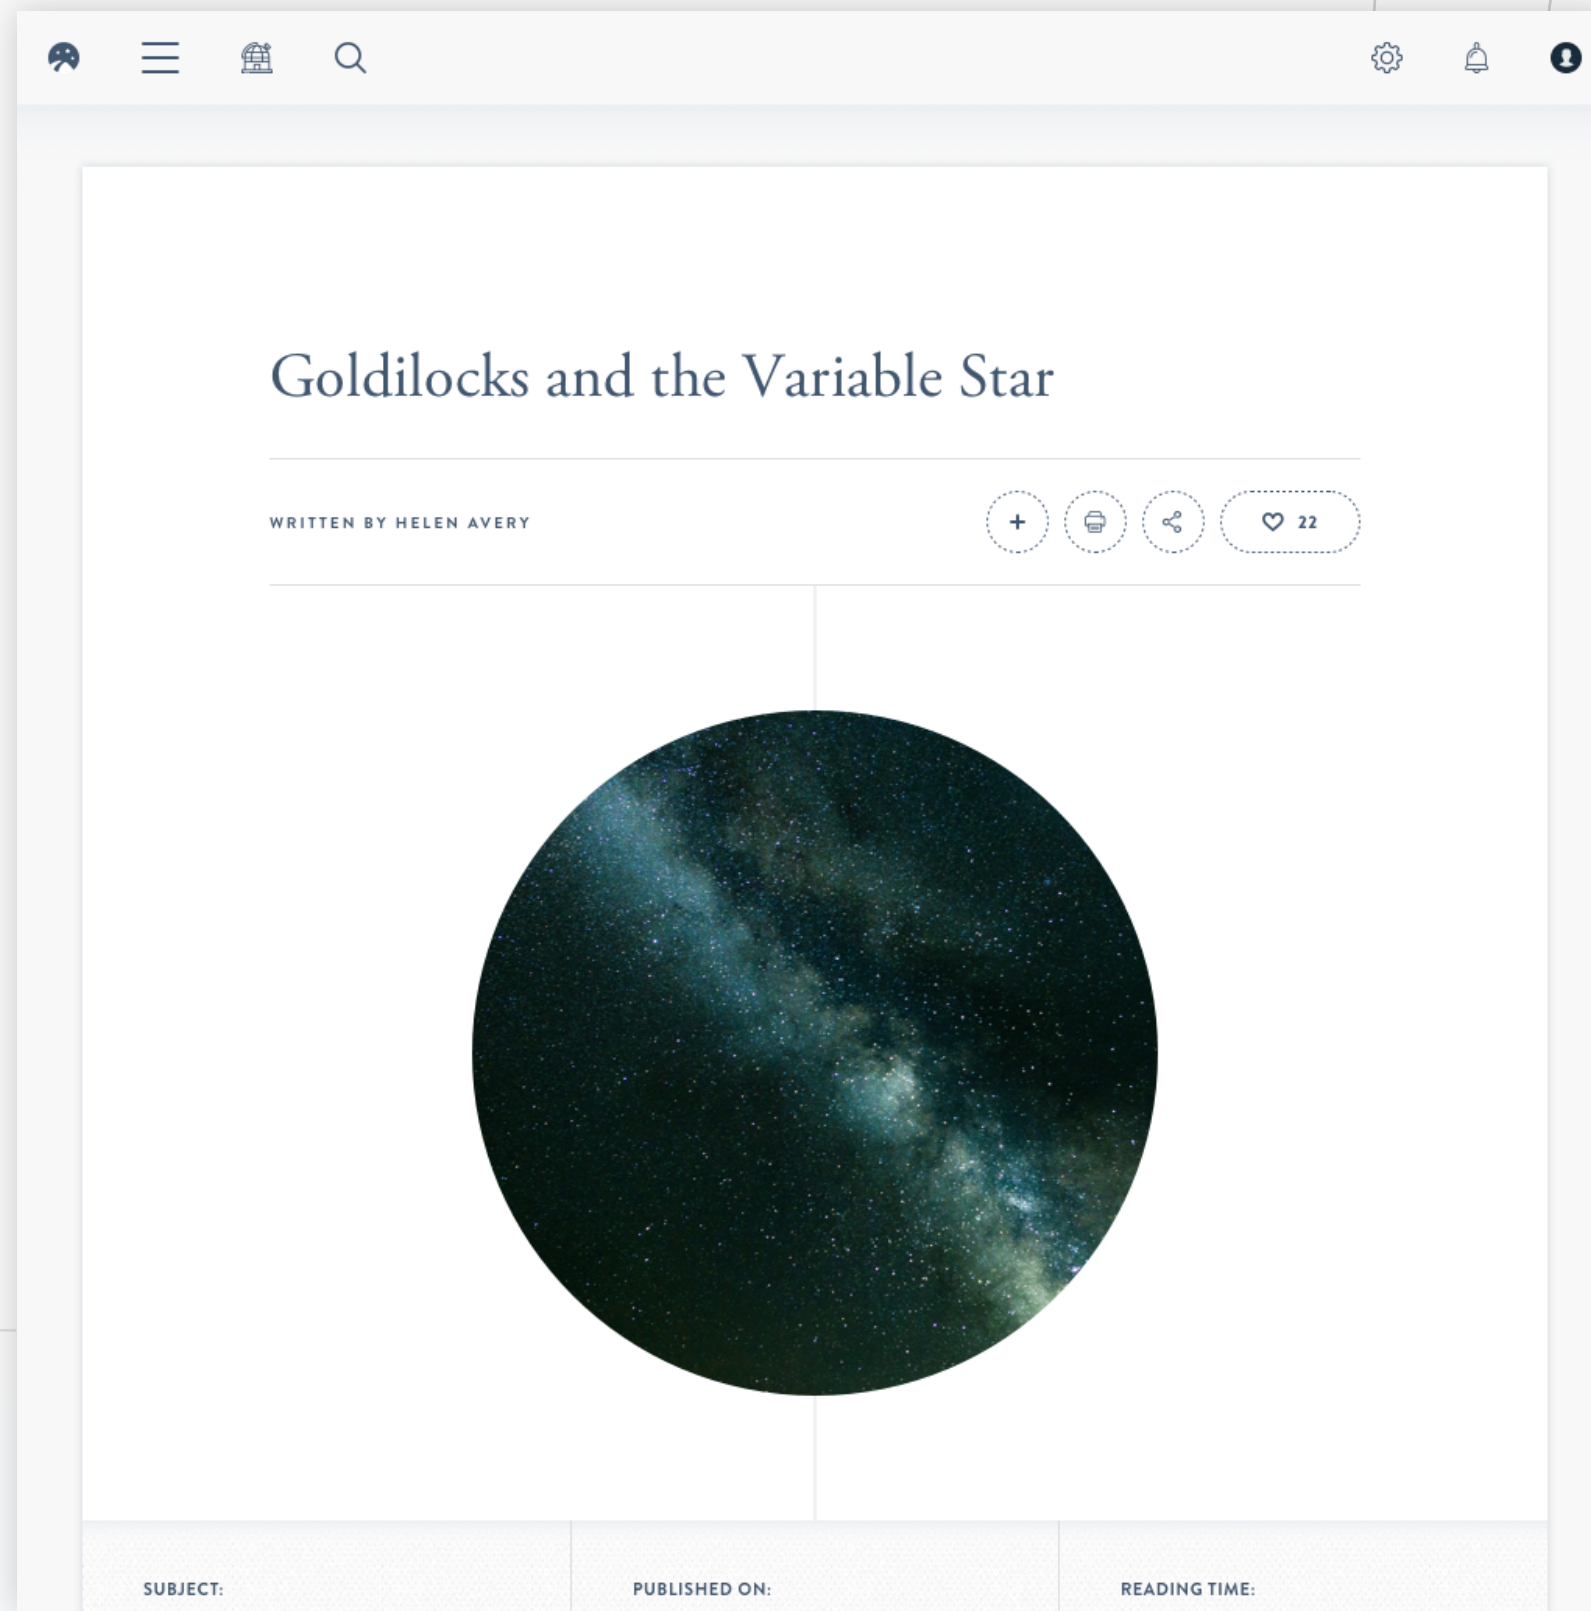 Goldilocks and the Variable Star
WRITTEN BY HELEN AVERY
22
SUBJECT:
PUBLISHED ON:
READING TIME: